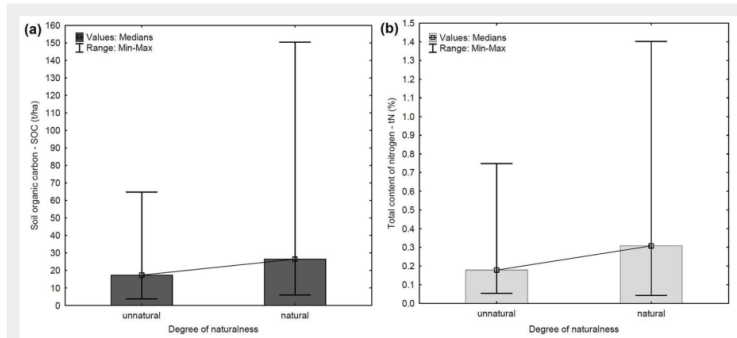 (a)
Values: Medians
Range: Min-Max
Soil organic carbon - SOC (t/ha)
160
150
140
130
120
110
100
90
80
70
60
50
40
30
20
10
0
unnatural natural
Degree of naturalness
(b)
Values: Medians
Range: Min-Max
Total content of nitrogen - tN (%)
1.5
1.4
1.3
1.2
1.1
1.0
0.9
0.8
0.7
0.6
0.5
0.4
0.3
0.2
0.1
0.0
unnatural natural
Degree of naturalness